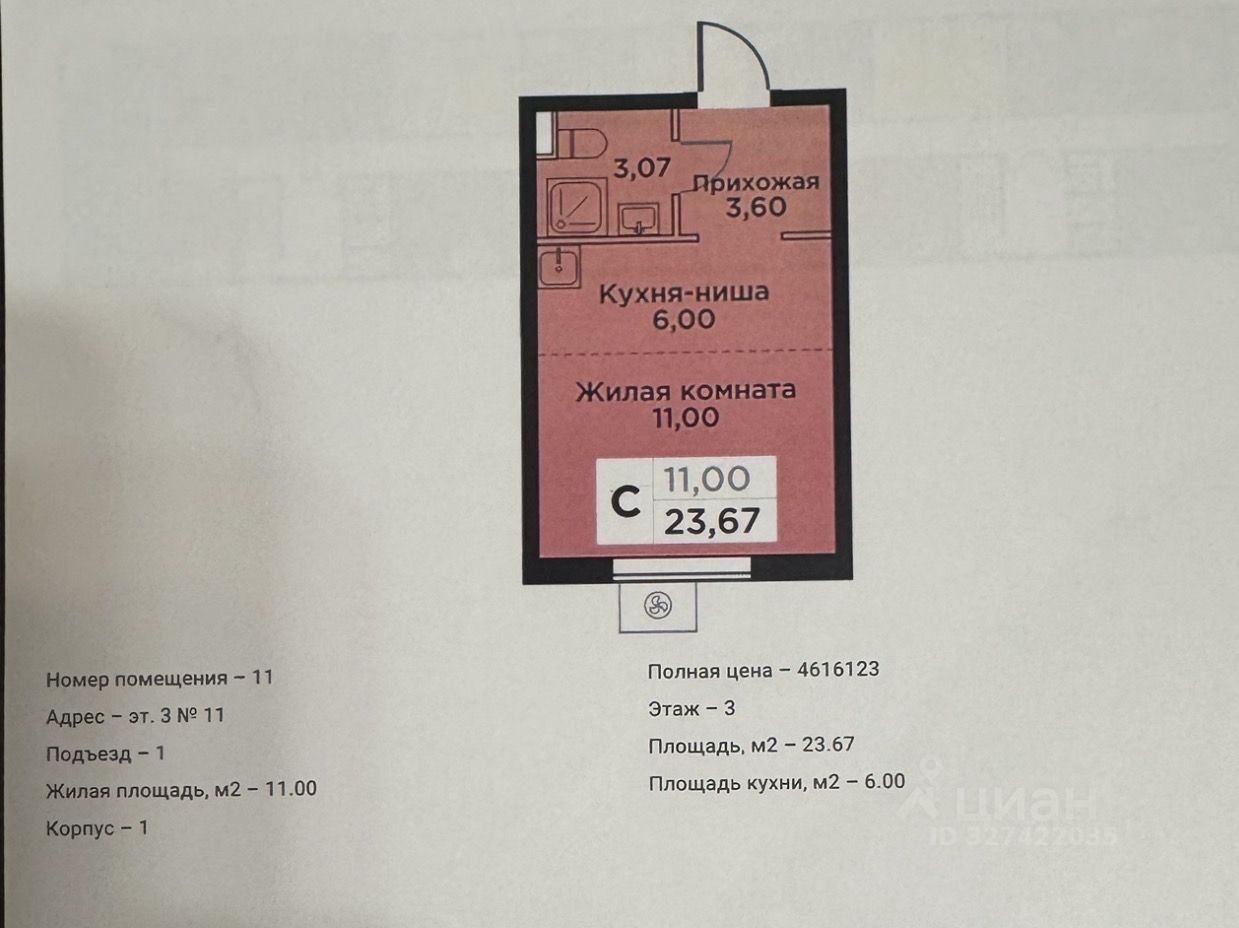 3,07
Прихожая
3,60
Кухня-ниша
6,00
Жилая комната
11,00
С
11,00
23,67
Номер помещения – 11
Адрес – эт. 3 № 11
Подъезд – 1
Жилая площадь, м2 – 11.00
Корпус – 1
Полная цена – 4616123
Этаж – 3
Площадь, м2 – 23.67
Площадь кухни, м2 – 6.00
циан
ID 327422035